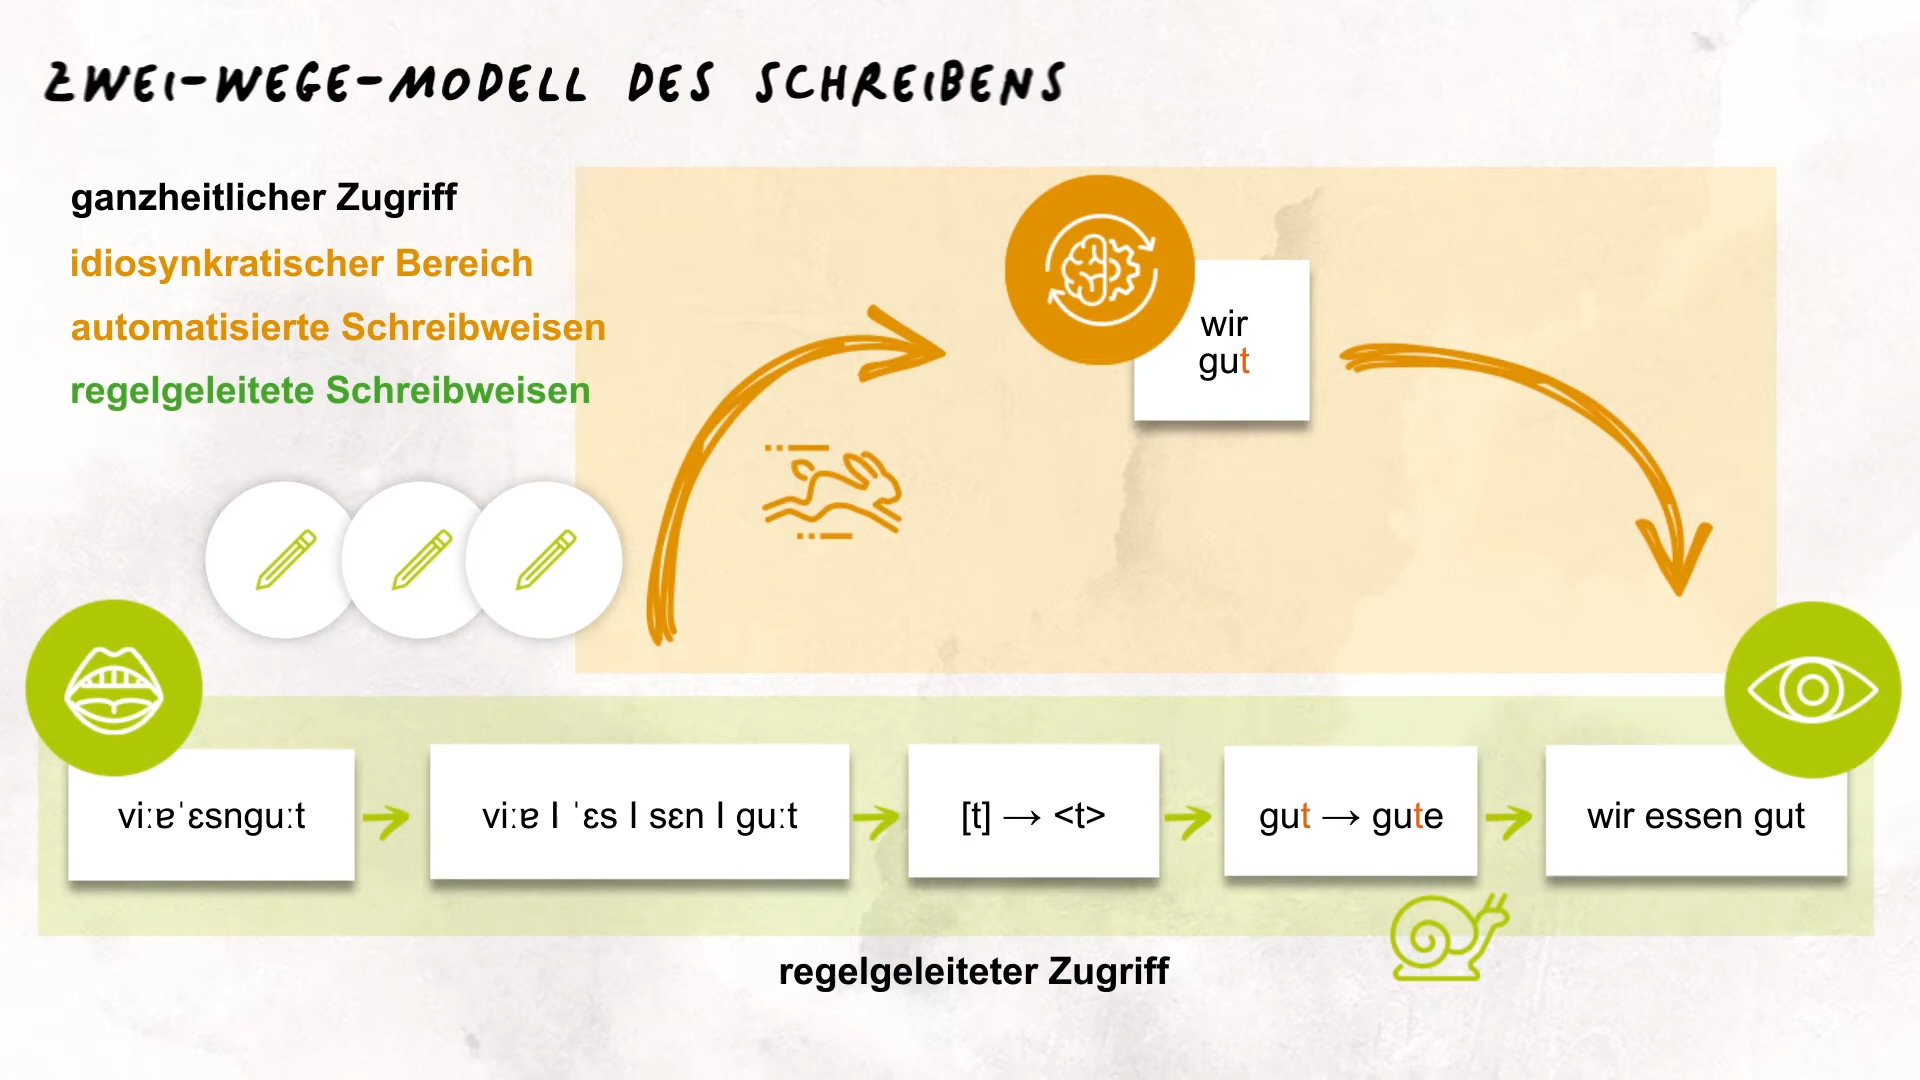 ZWEI-WEGE-MODELL DES SCHREIBENS
ganzheitlicher Zugriff
idiosynkratischer Bereich
automatisierte Schreibweisen
regelgeleitete Schreibweisen
wir
gut
viːɐˈɛsnguːt
viːɐ I ˈɛs I sɛn I guːt
[t] → <t>
gut → gute
wir essen gut
regelgeleiteter Zugriff